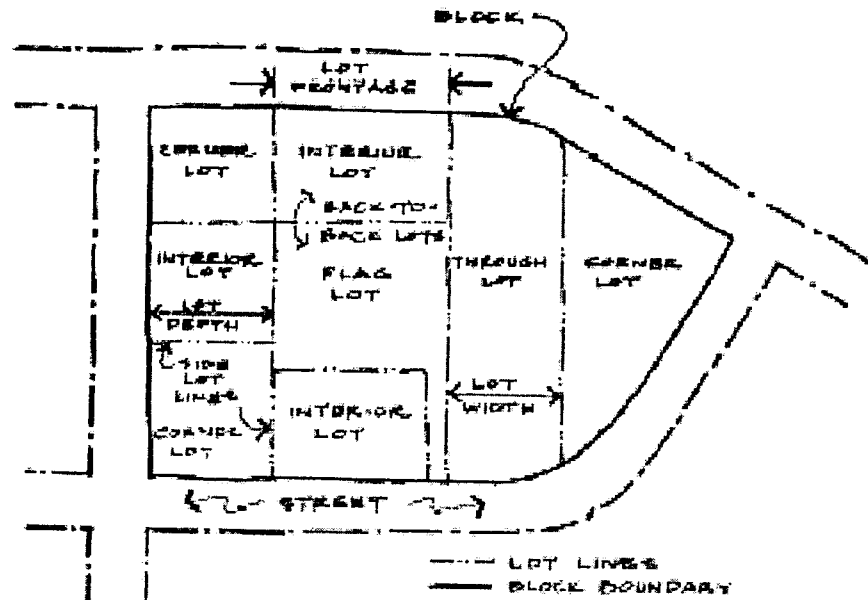 BLOCK
LOT
FRONTAGE
CORNER
LOT
INTERIOR
LOT
BACK-TO-
BACK LOTS
INTERIOR
LOT
FLAG
LOT
THROUGH
LOT
CORNER
LOT
LOT
DEPTH
SIDE
LOT
LINES
LOT
WIDTH
INTERIOR
LOT
CORNER
LOT
STREET
LOT LINES
BLOCK BOUNDARY